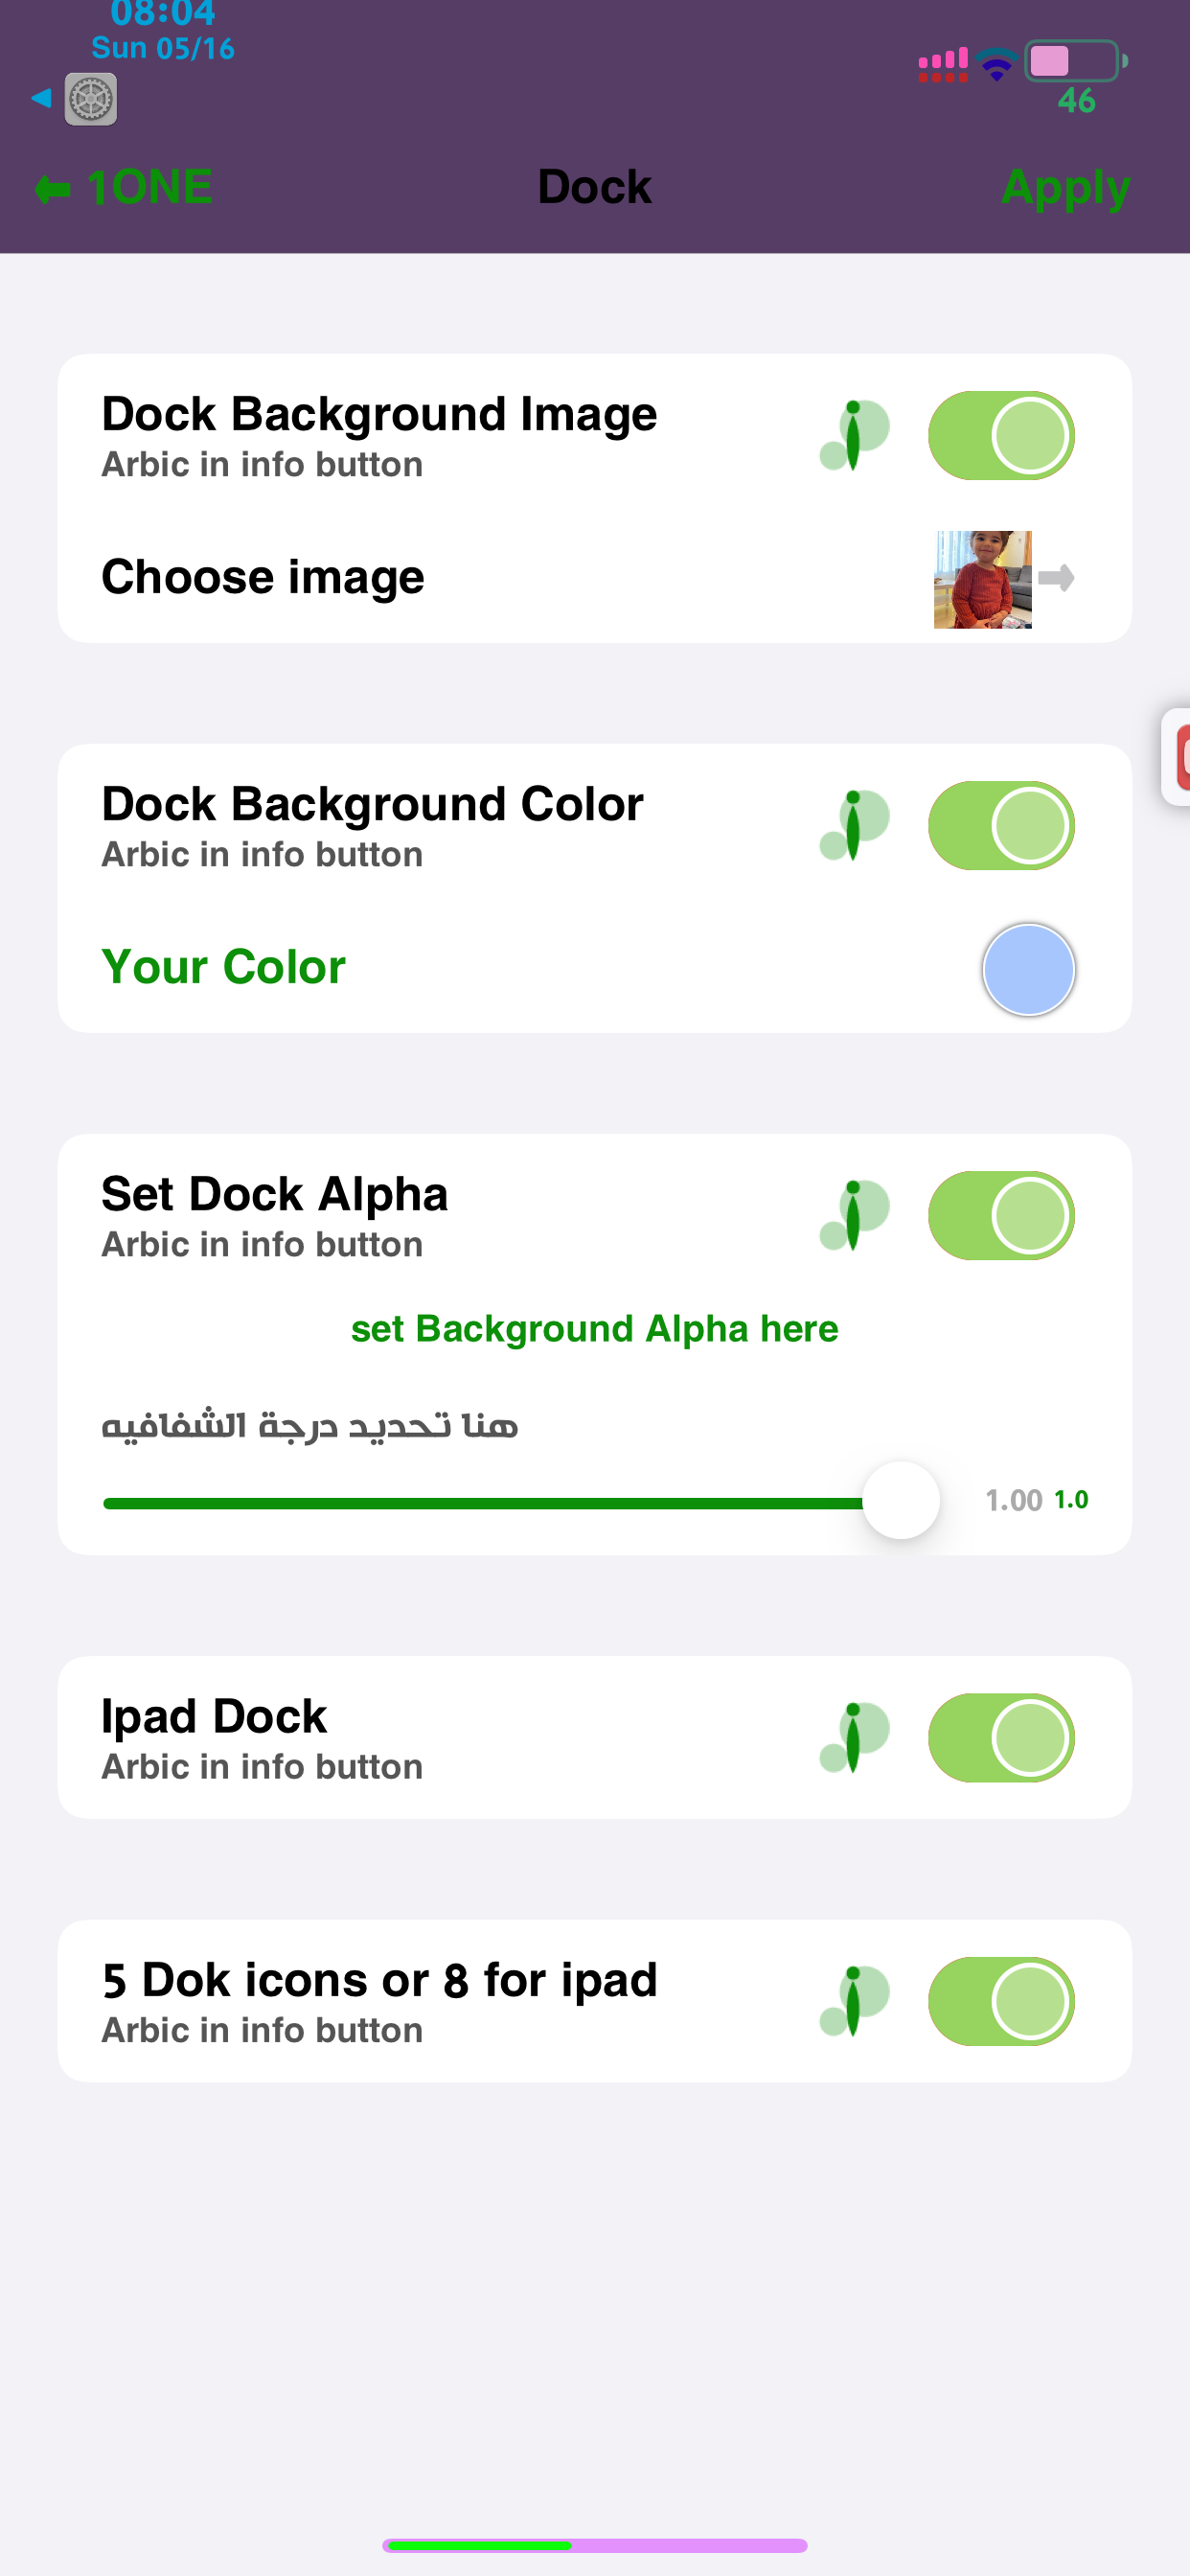 08:04
Sun 05/16
46
1ONE
Dock
Apply
Dock Background Image
Arbic in info button
Choose image
Dock Background Color
Arbic in info button
Your Color
Set Dock Alpha
Arbic in info button
set Background Alpha here
هنا تحديد درجة الشفافيه
1.00 1.0
Ipad Dock
Arbic in info button
5 Dok icons or 8 for ipad
Arbic in info button